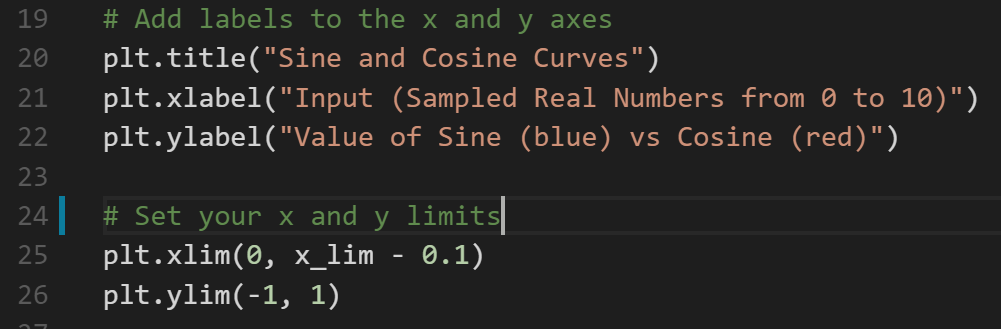 19 # Add labels to the x and y axes
20 plt.title("Sine and Cosine Curves")
21 plt.xlabel("Input (Sampled Real Numbers from 0 to 10)")
22 plt.ylabel("Value of Sine (blue) vs Cosine (red)")
23
24 # Set your x and y limits
25 plt.xlim(0, x_lim - 0.1)
26 plt.ylim(-1, 1)